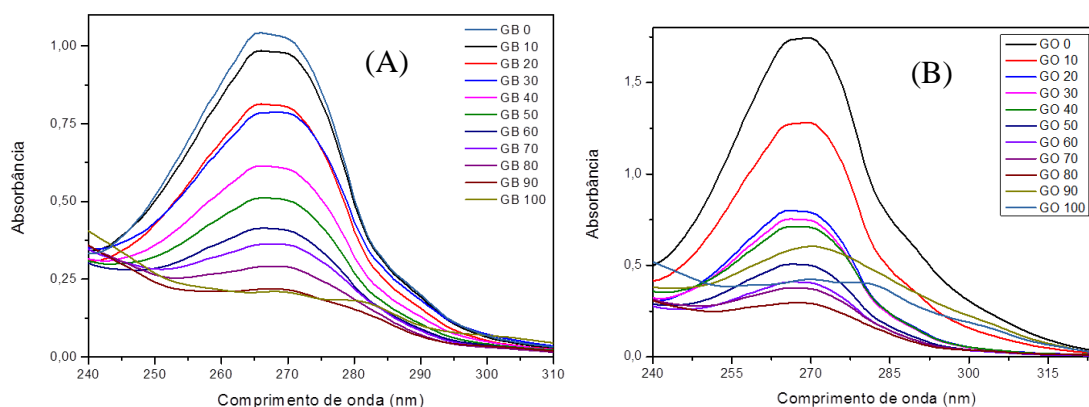 (A)
GB 0
GB 10
GB 20
GB 30
GB 40
GB 50
GB 60
GB 70
GB 80
GB 90
GB 100
1,00
0,75
0,50
0,25
0,00
Absorbância
240 250 260 270 280 290 300 310
Comprimento de onda (nm)
(B)
GO 0
GO 10
GO 20
GO 30
GO 40
GO 50
GO 60
GO 70
GO 80
GO 90
GO 100
1,5
1,0
0,5
0,0
Absorbância
240 255 270 285 300 315
Comprimento de onda (nm)